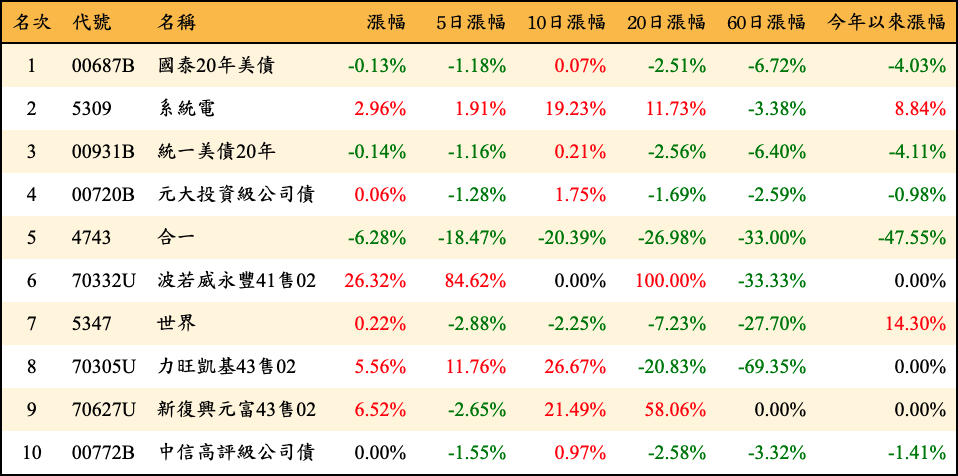 名次 代號 名稱 漲幅 5日漲幅 10日漲幅 20日漲幅 60日漲幅 今年以來漲幅
1 00687B 國泰20年美債 -0.13% -1.18% 0.07% -2.51% -6.72% -4.03%
2 5309 系統電 2.96% 1.91% 19.23% 11.73% -3.38% 8.84%
3 00931B 統一美債20年 -0.14% -1.16% 0.21% -2.56% -6.40% -4.11%
4 00720B 元大投資級公司債 0.06% -1.28% 1.75% -1.69% -2.59% -0.98%
5 4743 合一 -6.28% -18.47% -20.39% -26.98% -33.00% -47.55%
6 70332U 波若威永豐41售02 26.32% 84.62% 0.00% 100.00% -33.33% 0.00%
7 5347 世界 0.22% -2.88% -2.25% -7.23% -27.70% 14.30%
8 70305U 力旺凱基43售02 5.56% 11.76% 26.67% -20.83% -69.35% 0.00%
9 70627U 新復興元富43售02 6.52% -2.65% 21.49% 58.06% 0.00% 0.00%
10 00772B 中信高評級公司債 0.00% -1.55% 0.97% -2.58% -3.32% -1.41%